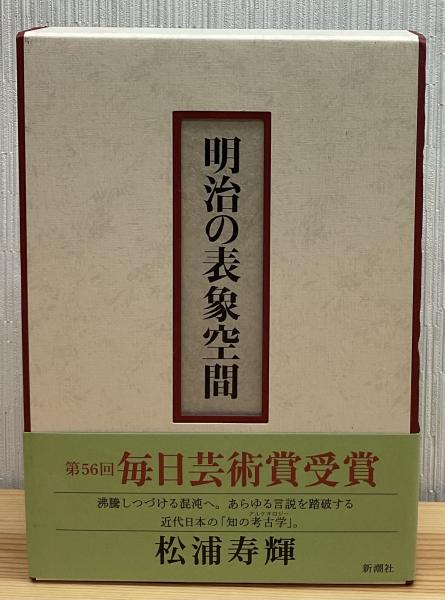 明治の表象空間
第56回 毎日芸術賞受賞
沸騰しつづける混沌へ。あらゆる言説を踏破する
アルケオロジー
近代日本の「知の考古学」。
松浦寿輝
新潮社